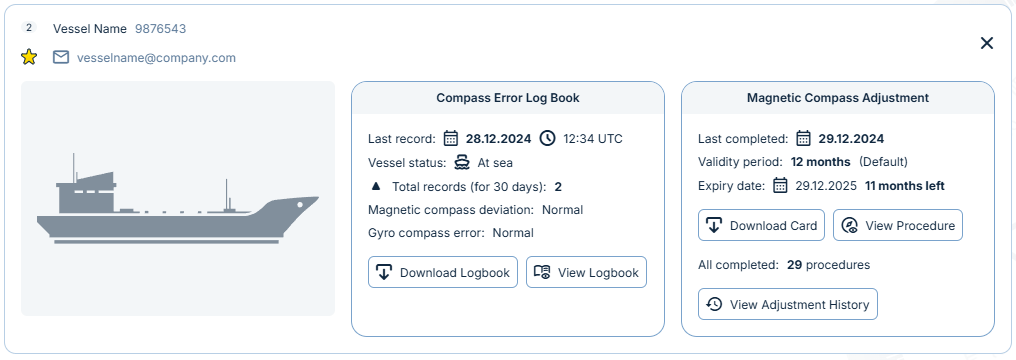 2 Vessel Name 9876543
vesselname@company.com
Compass Error Log Book
Last record: 28.12.2024 12:34 UTC
Vessel status: At sea
Total records (for 30 days): 2
Magnetic compass deviation: Normal
Gyro compass error: Normal
Download Logbook View Logbook
Magnetic Compass Adjustment
Last completed: 29.12.2024
Validity period: 12 months (Default)
Expiry date: 29.12.2025 11 months left
Download Card View Procedure
All completed: 29 procedures
View Adjustment History